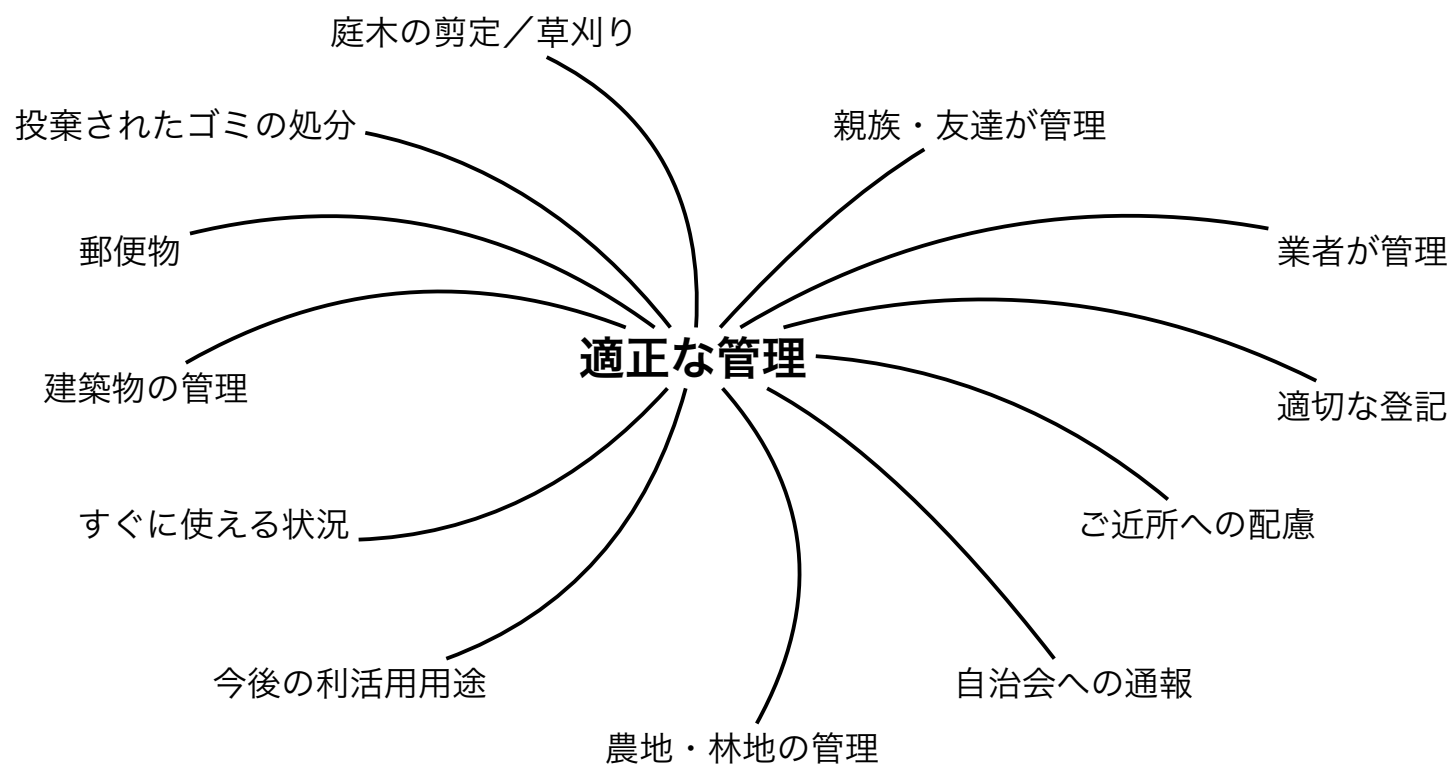 庭木の剪定／草刈り
投棄されたゴミの処分
親族・友達が管理
郵便物
業者が管理
適正な管理
建築物の管理
適切な登記
すぐに使える状況
ご近所への配慮
今後の利活用用途
自治会への通報
農地・林地の管理